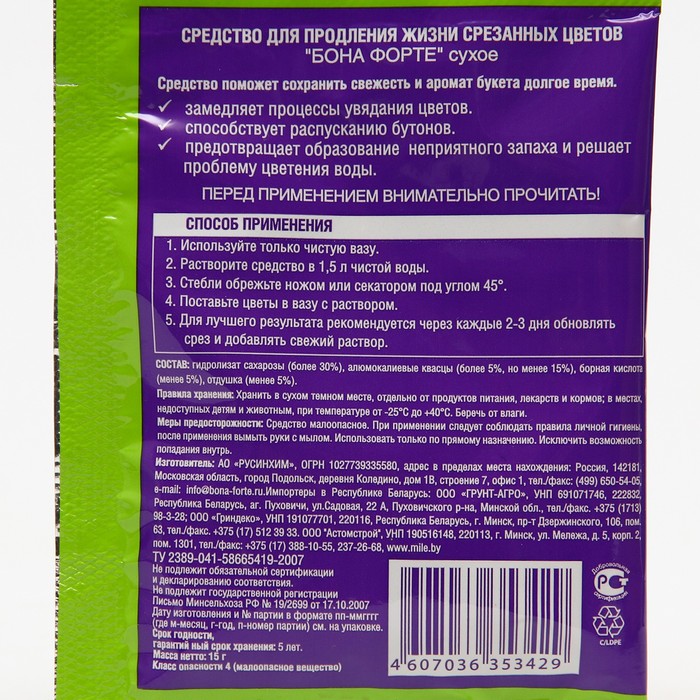 СРЕДСТВО ДЛЯ ПРОДЛЕНИЯ ЖИЗНИ СРЕЗАННЫХ ЦВЕТОВ
"БОНА ФОРТЕ" сухое
Средство поможет сохранить свежесть и аромат букета долгое время.
✓ замедляет процессы увядания цветов.
✓ способствует распусканию бутонов.
✓ предотвращает образование неприятного запаха и решает
проблему цветения воды.
ПЕРЕД ПРИМЕНЕНИЕМ ВНИМАТЕЛЬНО ПРОЧИТАТЬ!
СПОСОБ ПРИМЕНЕНИЯ
1. Используйте только чистую вазу.
2. Растворите средство в 1,5 л чистой воды.
3. Стебли обрежьте ножом или секатором под углом 45°.
4. Поставьте цветы в вазу с раствором.
5. Для лучшего результата рекомендуется через каждые 2-3 дня обновлять
срез и добавлять свежий раствор.
СОСТАВ: гидролизат сахарозы (более 30%), алюмокалиевые квасцы (более 5%, но менее 15%), борная кислота
(менее 5%), отдушка (менее 5%).
Правила хранения: Хранить в сухом темном месте, отдельно от продуктов питания, лекарств и кормов; в местах,
недоступных детям и животным, при температуре от -25°С до +40°С. Беречь от влаги.
Меры предосторожности: Средство малоопасное. При применении следует соблюдать правила личной гигиены,
после применения вымыть руки с мылом. Использовать только по прямому назначению. Исключить возможность
попадания внутрь.
Изготовитель: АО «РУСИНХИМ», ОГРН 1027739335580, адрес в пределах места нахождения: Россия, 142181,
Московская область, город Подольск, деревня Коледино, дом 1В, строение 7, офис 1, тел./факс: (499) 650-54-05,
e-mail: info@bona-forte.ru.Импортеры в Республике Беларусь: ООО «ГРУНТ-АГРО», УНП 691071746, 222832,
Республика Беларусь, аг. Пуховичи, ул.Садовая, 22 А, Пуховичского р-на, Минской обл., тел./факс +375 (1713)
98-3-28; ООО «Гриндеко», УНП 191077701, 220116, Республика Беларусь, г. Минск, пр-т Дзержинского, 106, пом.
63, тел./факс: +375 (17) 512 39 33. ООО «Астомстрой», УНП 190516148, 220113, г. Минск, ул. Мележа, д. 5, корп. 2,
пом. 1301, тел./факс: +375 (17) 388-10-55, 237-26-68, www.mile.by
ТУ 2389-041-58665419-2007
Не подлежит обязательной сертификации
и декларированию соответствия.
Не подлежит государственной регистрации
Письмо Минсельхоза РФ № 19/2699 от 17.10.2007
Дату изготовления и № партии в формате пп-ммгггг
(где м-месяц, г-год, п-номер партии) см. на упаковке.
Срок годности,
гарантийный срок хранения: 5 лет.
Масса нетто: 15 г
Класс опасности 4 (малоопасное вещество)
4 607036 353429
Добровольная
РСТ
сертификация
C/LDPE